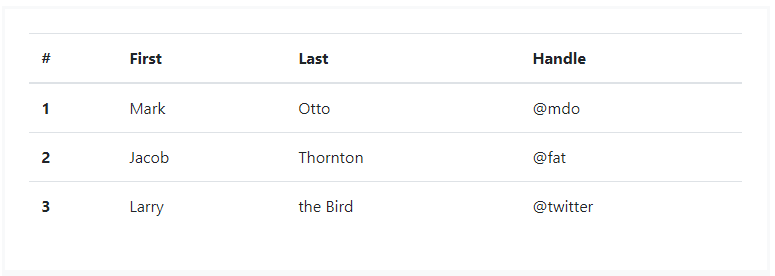 # First Last Handle
1 Mark Otto @mdo
2 Jacob Thornton @fat
3 Larry the Bird @twitter